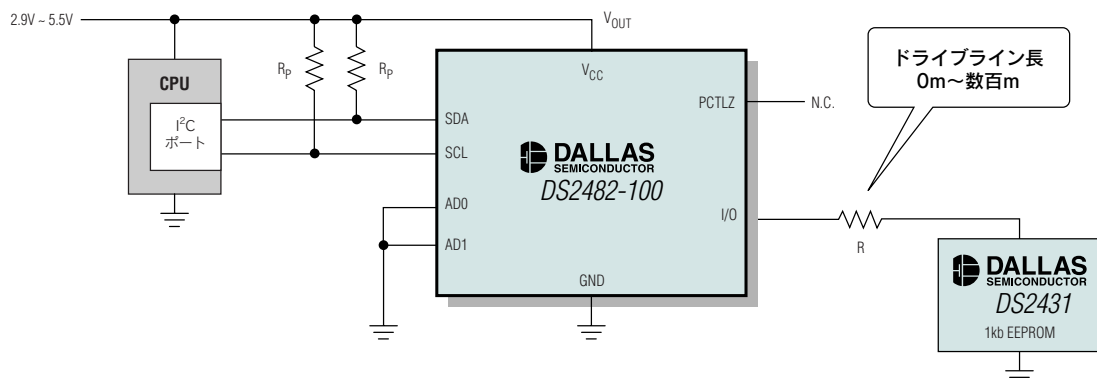 2.9V ~ 5.5V
VOUT
CPU
I²C
ポート
RP
RP
VCC
SDA
SCL
AD0
AD1
PCTLZ
N.C.
DALLAS
SEMICONDUCTOR
DS2482-100
I/O
GND
ドライブライン長
0m〜数百m
R
DALLAS
SEMICONDUCTOR
DS2431
1kb EEPROM